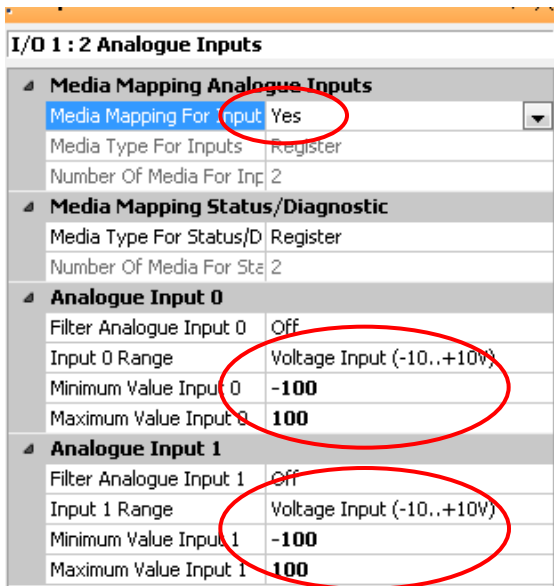 I/O 1 : 2 Analogue Inputs
Media Mapping Analogue Inputs
Media Mapping For Input Yes
Media Type For Inputs Register
Number Of Media For Inp 2
Media Mapping Status/Diagnostic
Media Type For Status/D Register
Number Of Media For Sta 2
Analogue Input 0
Filter Analogue Input 0 Off
Input 0 Range Voltage Input (-10..+10V)
Minimum Value Input 0 -100
Maximum Value Input 0 100
Analogue Input 1
Filter Analogue Input 1 Off
Input 1 Range Voltage Input (-10..+10V)
Minimum Value Input 1 -100
Maximum Value Input 1 100